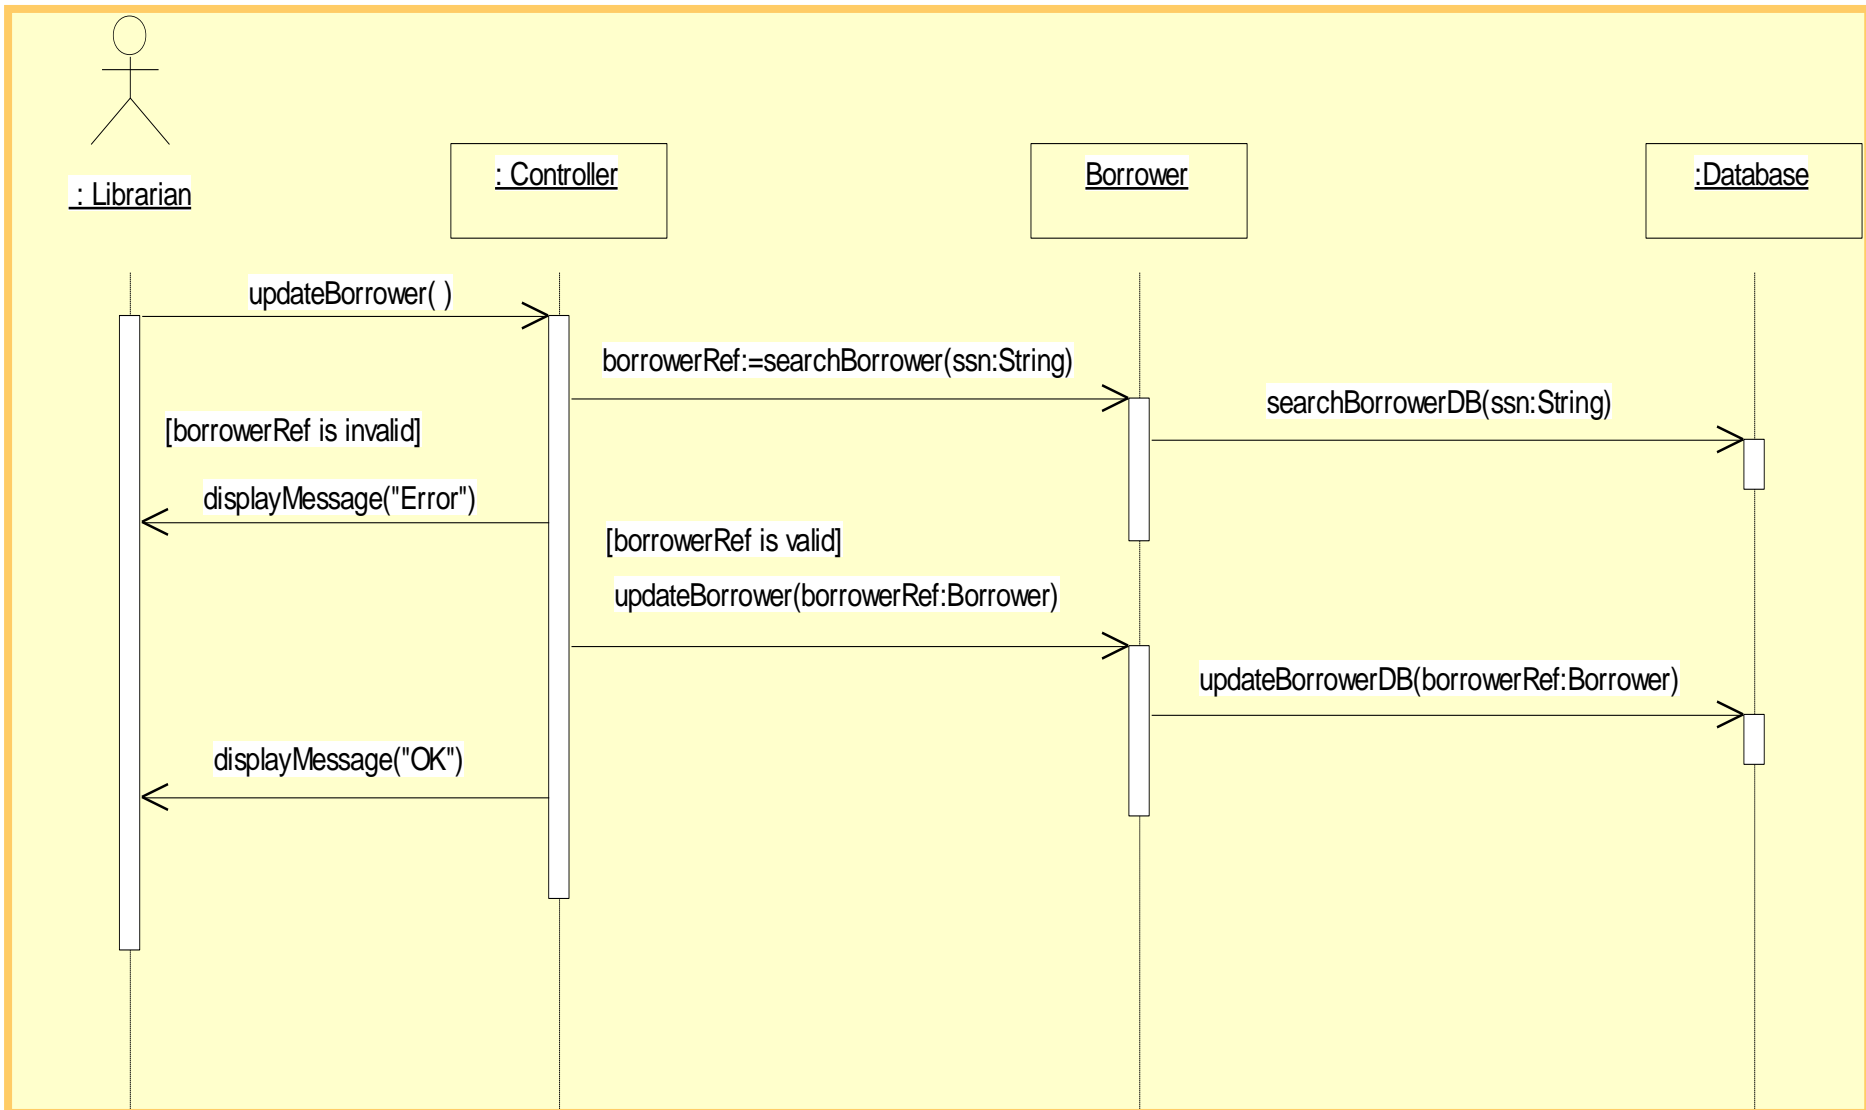 : Librarian
: Controller
Borrower
:Database
updateBorrower( )
borrowerRef:=searchBorrower(ssn:String)
searchBorrowerDB(ssn:String)
[borrowerRef is invalid]
displayMessage("Error")
[borrowerRef is valid]
updateBorrower(borrowerRef:Borrower)
updateBorrowerDB(borrowerRef:Borrower)
displayMessage("OK")